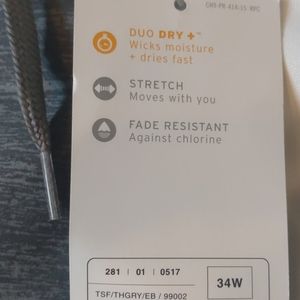 DUO DRY +™
Wicks moisture
+ dries fast
STRETCH
Moves with you
FADE RESISTANT
Against chlorine
281 | 01 | 0517
34W
TSF/THGRY/EB / 99002